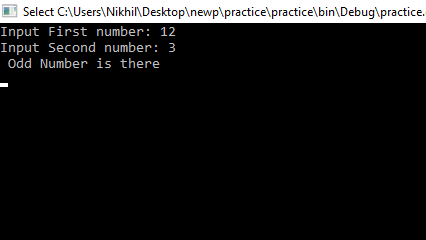 Select C:\Users\Nikhil\Desktop\newp\practice\practice\bin\Debug\practice.
Input First number: 12
Input Second number: 3
Odd Number is there